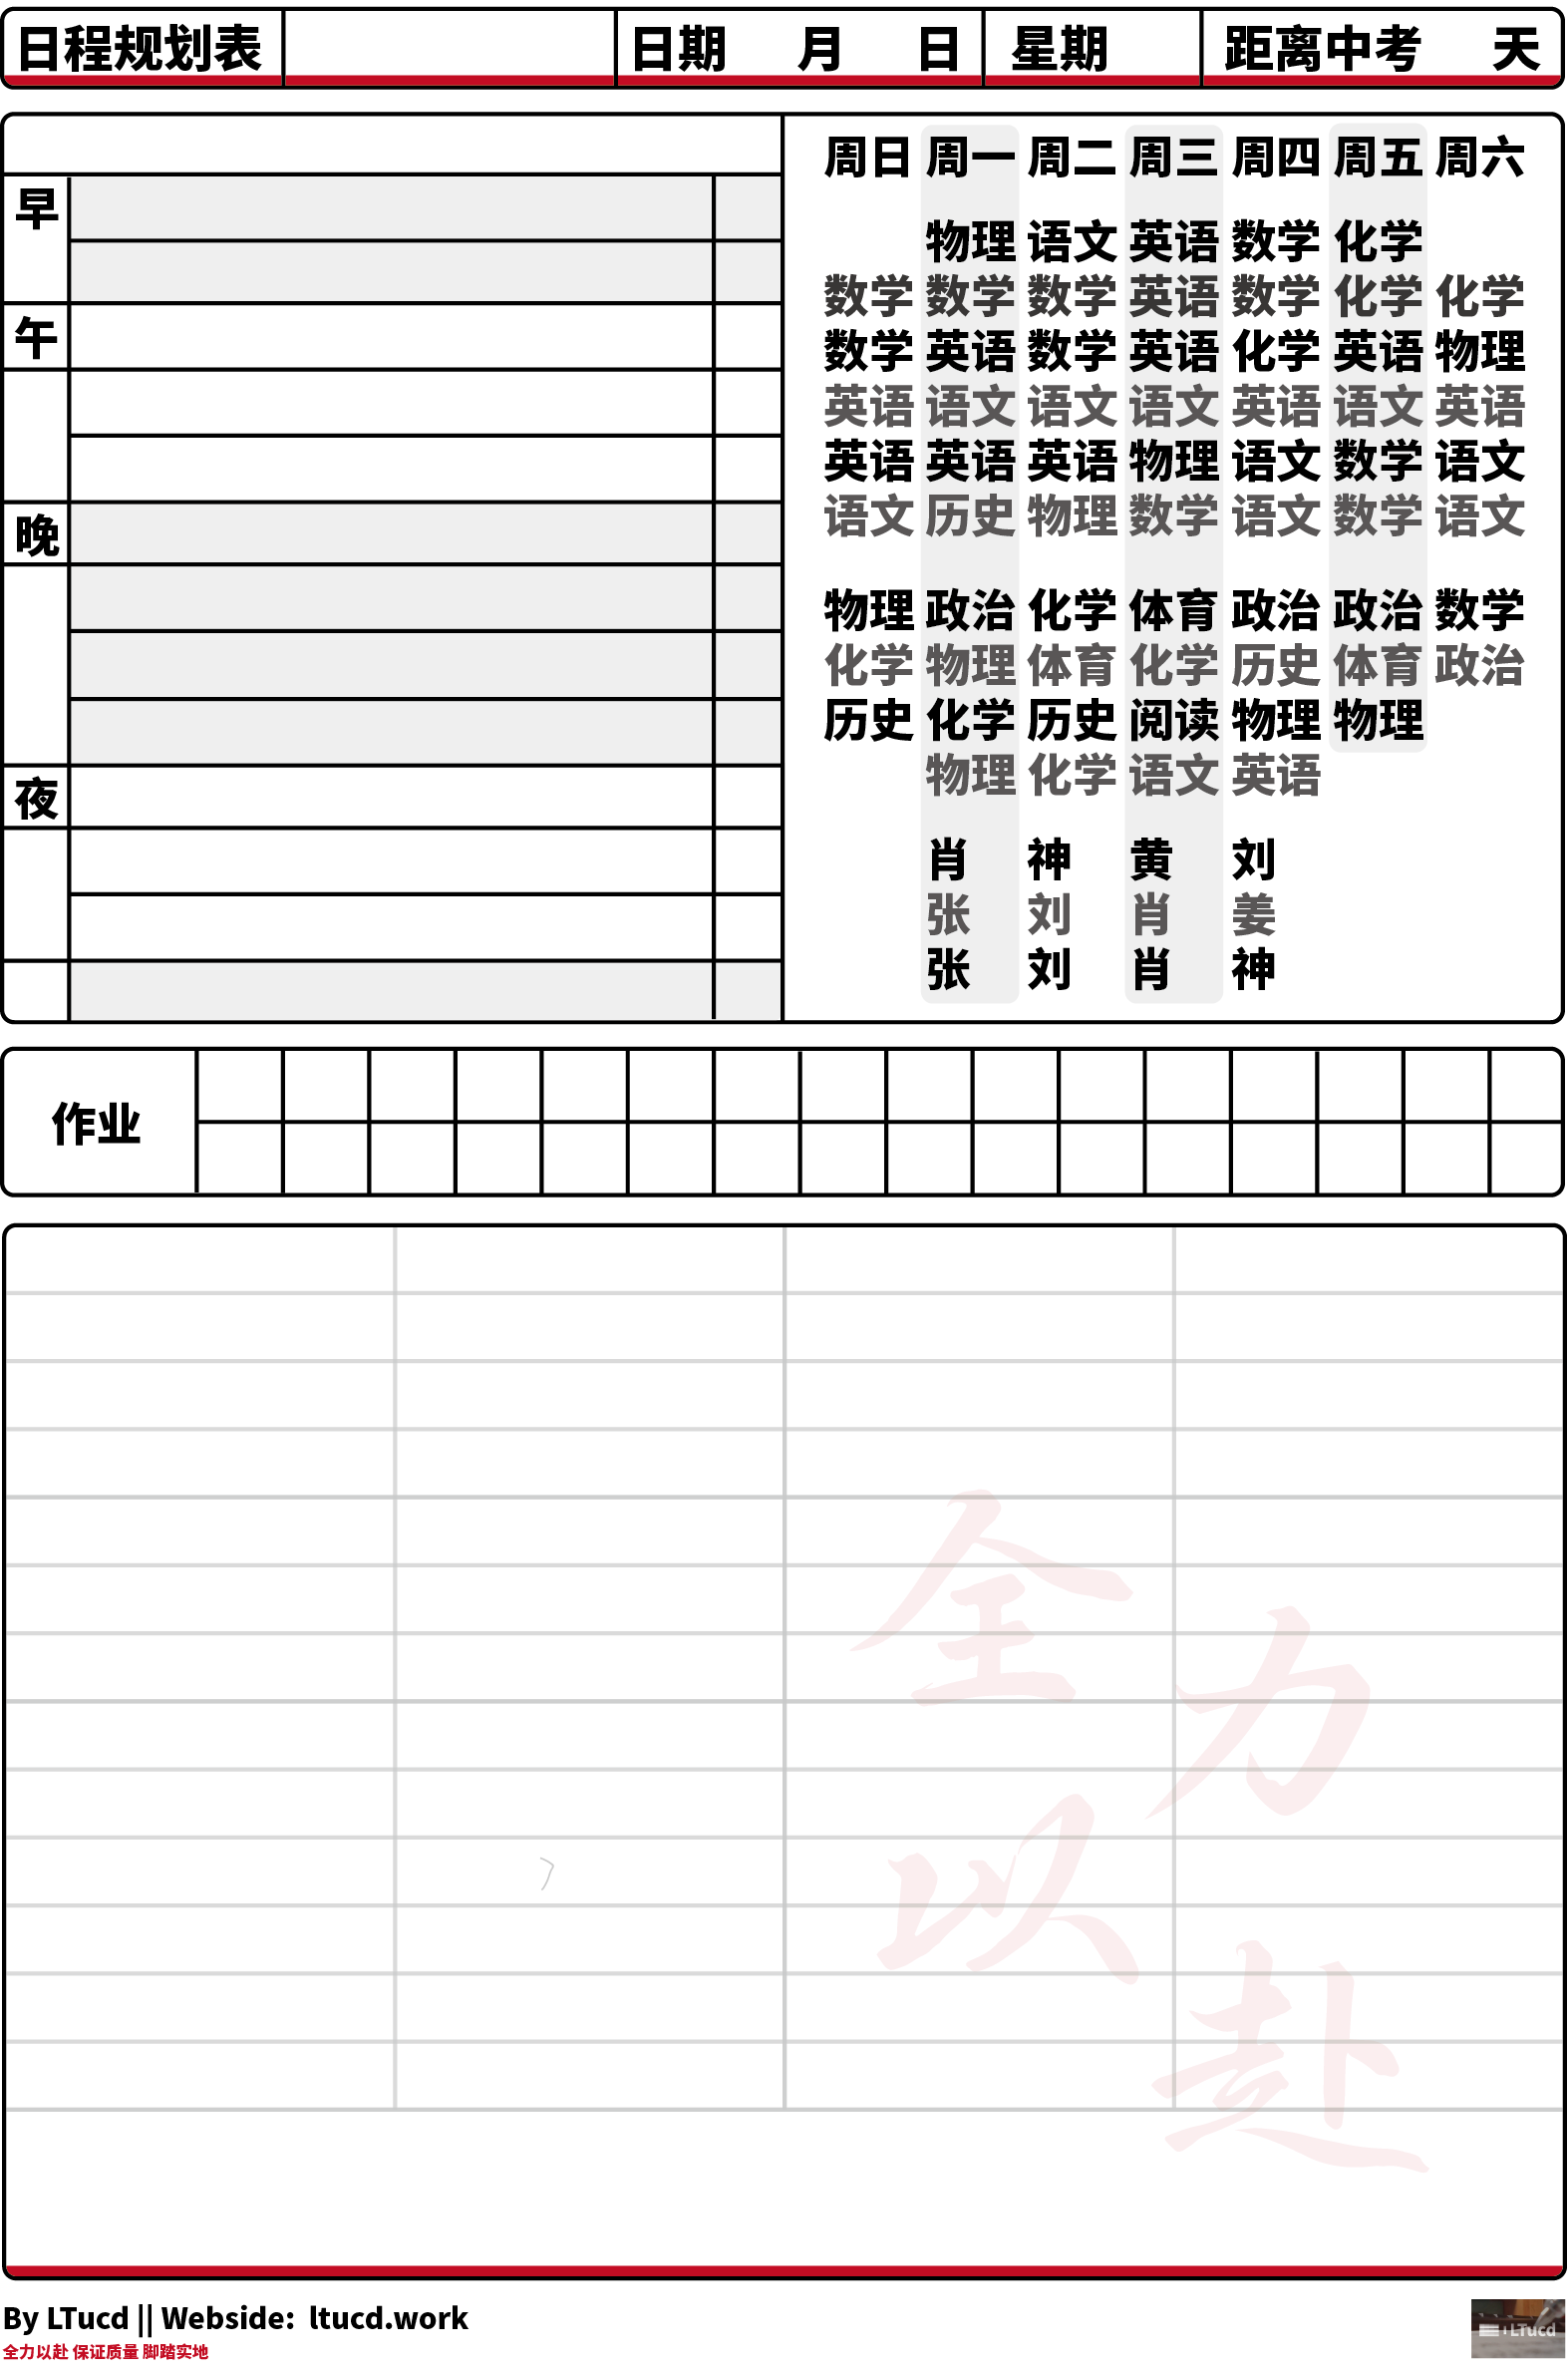 日程规划表 日期 月 日 星期 距离中考 天
周日 周一 周二 周三 周四 周五 周六
早
物理 语文 英语 数学 化学
数学 数学 数学 英语 数学 化学 化学
午
数学 英语 数学 英语 化学 英语 物理
英语 语文 语文 语文 英语 语文 英语
英语 英语 英语 物理 语文 数学 语文
晚
语文 历史 物理 数学 语文 数学 语文
物理 政治 化学 体育 政治 政治 数学
化学 物理 体育 化学 历史 体育 政治
历史 化学 历史 阅读 物理 物理
夜
物理 化学 语文 英语
肖 神 黄 刘
张 刘 肖 姜
张 刘 肖 神
作业
全
力
以
赴
By LTucd || Webside: ltucd.work
全力以赴 保证质量 脚踏实地
LTucd